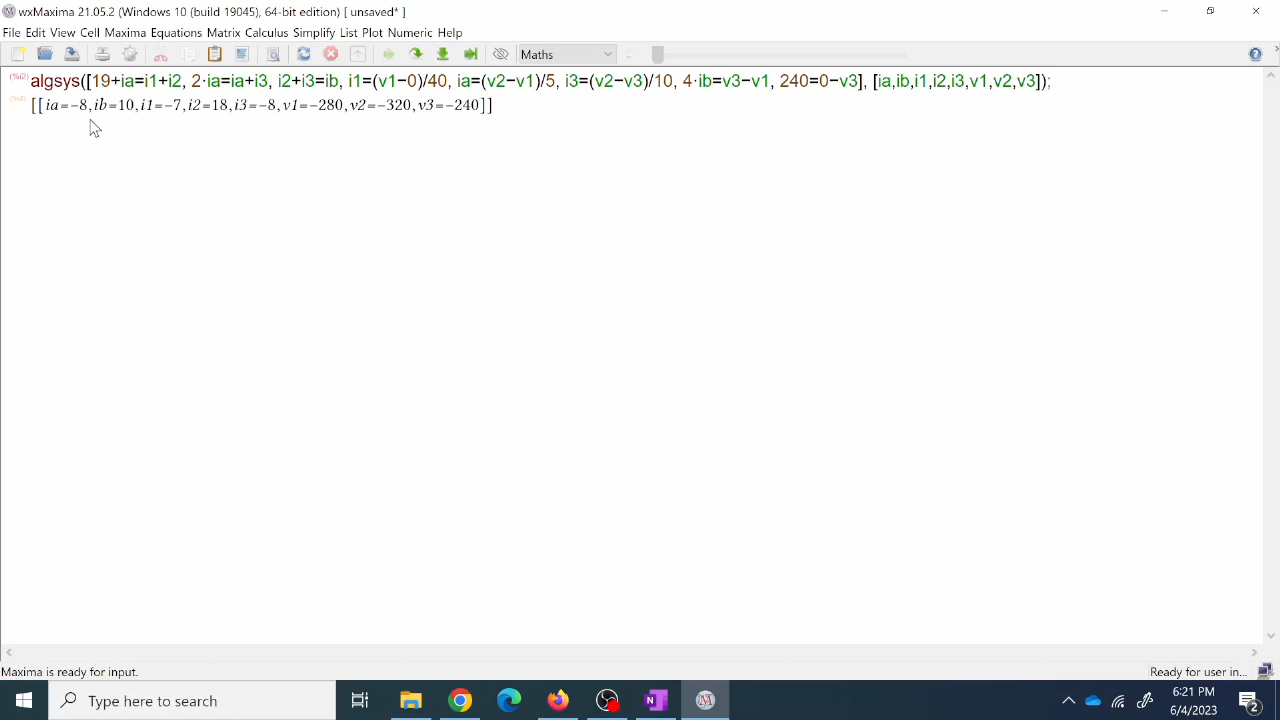 wxMaxima 21.05.2 (Windows 10 (build 19045), 64-bit edition) [ unsaved* ]
File Edit View Cell Maxima Equations Matrix Calculus Simplify List Plot Numeric Help
Maths
(%i2) algsys([19+ia=i1+i2, 2·ia=ia+i3, i2+i3=ib, i1=(v1−0)/40, ia=(v2−v1)/5, i3=(v2−v3)/10, 4·ib=v3−v1, 240=0−v3], [ia,ib,i1,i2,i3,v1,v2,v3]);
(%o2) [[ia=−8,ib=10,i1=−7,i2=18,i3=−8,v1=−280,v2=−320,v3=−240]]
Maxima is ready for input.
Ready for user in...
Type here to search
6:21 PM
6/4/2023
2